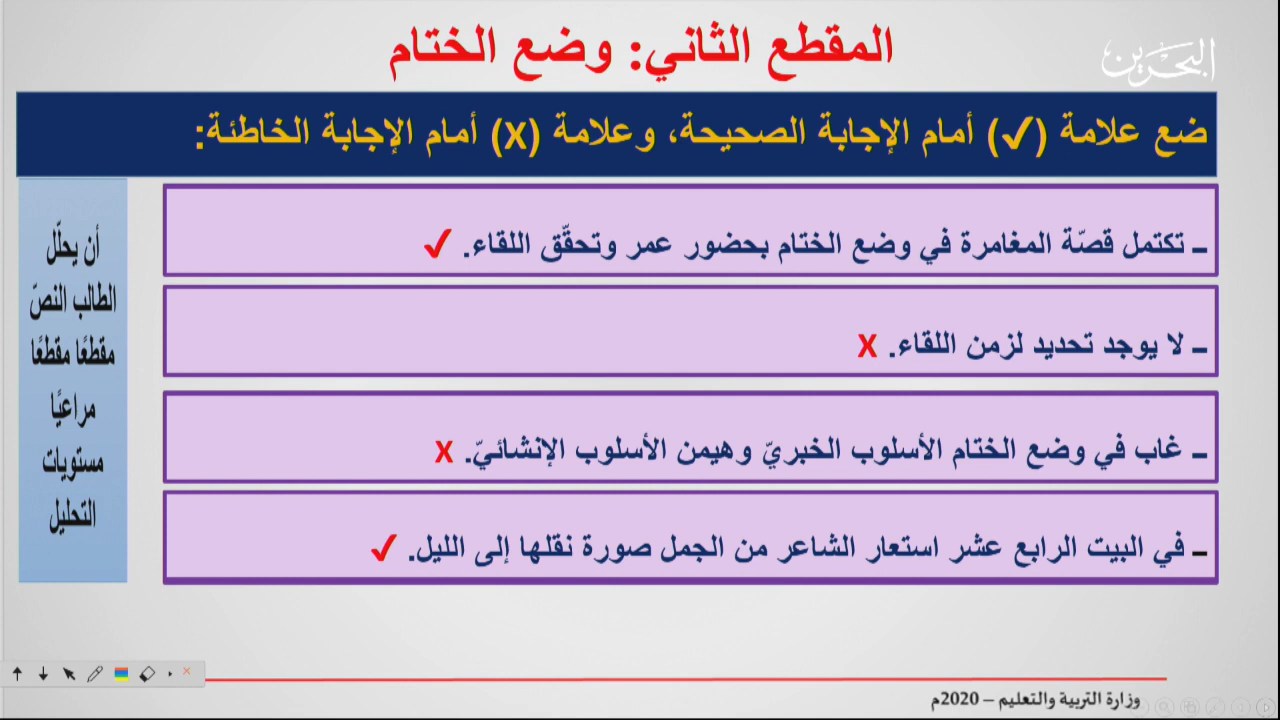 المقطع الثاني: وضع الختام
البحرين
ضع علامة (✓) أمام الإجابة الصحيحة، وعلامة (X) أمام الإجابة الخاطئة:
ـ تكتمل قصّة المغامرة في وضع الختام بحضور عمر وتحقّق اللقاء. ✓
ـ لا يوجد تحديد لزمن اللقاء. X
ـ غاب في وضع الختام الأسلوب الخبريّ وهيمن الأسلوب الإنشائيّ. X
ـ في البيت الرابع عشر استعار الشاعر من الجمل صورة نقلها إلى الليل. ✓
أن يحلّل
الطالب النصّ
مقطعًا مقطعًا
مراعيًا
مستويات
التحليل
وزارة التربية والتعليم – 2020م